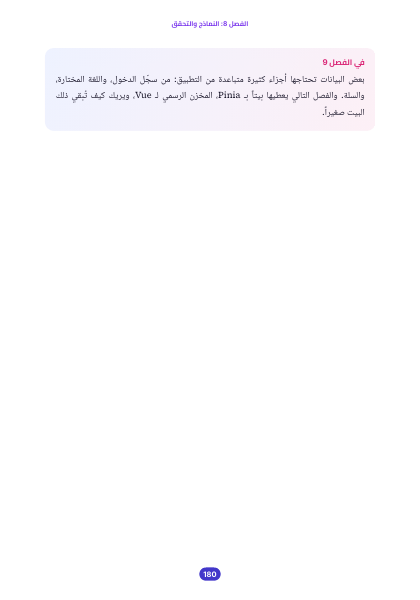 الفصل 8: النماذج والتحقق
في الفصل 9
بعض البيانات تحتاجها أجزاء كثيرة متباعدة من التطبيق: من سجّل الدخول، واللغة المختارة،
والسلة. والفصل التالي يعطيها بيتاً بـ Pinia، المخزن الرسمي لـ Vue، ويريك كيف تُبقي ذلك
البيت صغيراً.
180